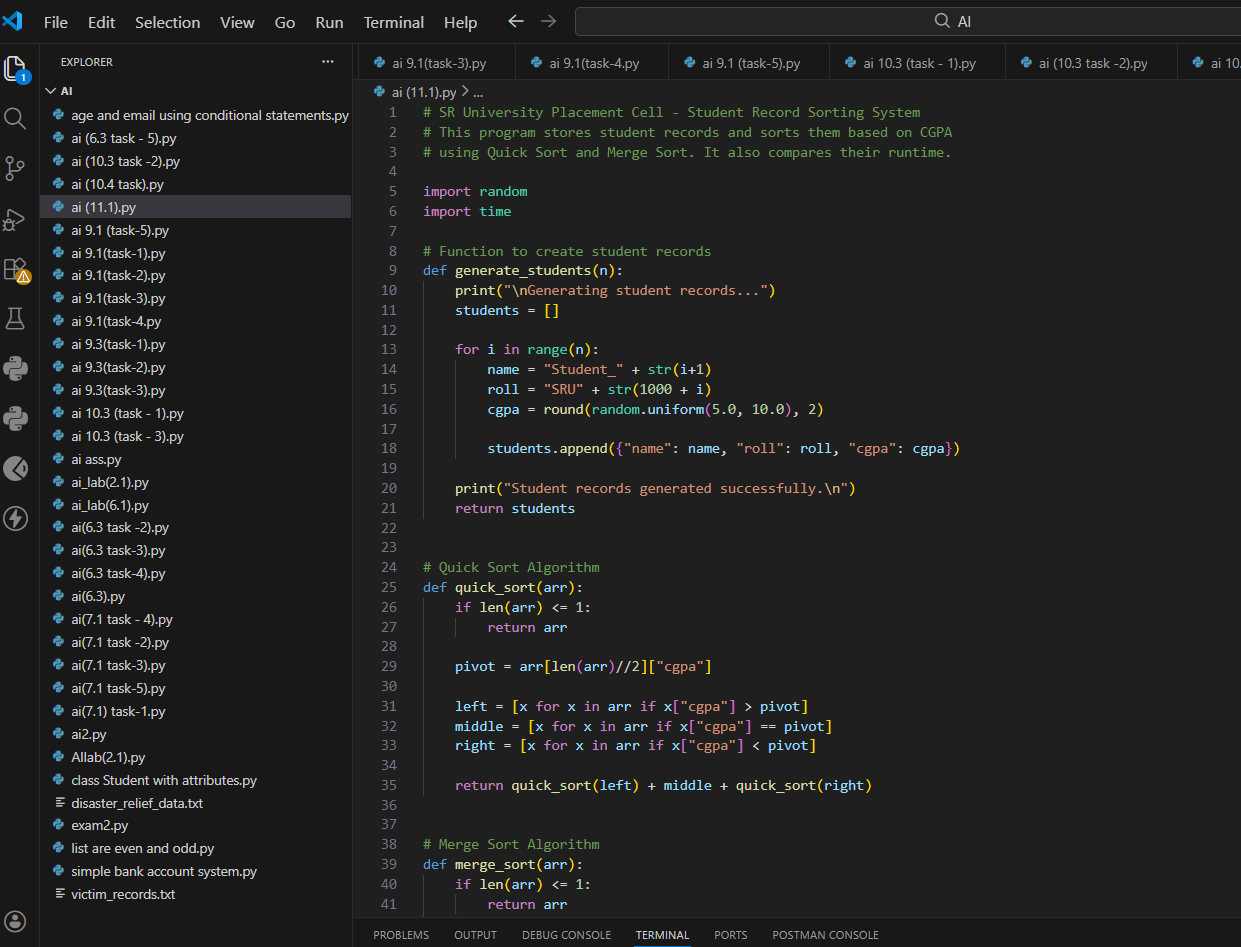 File Edit Selection View Go Run Terminal Help AI
EXPLORER
AI
age and email using conditional statements.py
ai (6.3 task - 5).py
ai (10.3 task -2).py
ai (10.4 task).py
ai (11.1).py
ai 9.1 (task-5).py
ai 9.1(task-1).py
ai 9.1(task-2).py
ai 9.1(task-3).py
ai 9.1(task-4.py
ai 9.3(task-1).py
ai 9.3(task-2).py
ai 9.3(task-3).py
ai 10.3 (task - 1).py
ai 10.3 (task - 3).py
ai ass.py
ai_lab(2.1).py
ai_lab(6.1).py
ai(6.3 task -2).py
ai(6.3 task-3).py
ai(6.3 task-4).py
ai(6.3).py
ai(7.1 task - 4).py
ai(7.1 task -2).py
ai(7.1 task-3).py
ai(7.1 task-5).py
ai(7.1) task-1.py
ai2.py
AIlab(2.1).py
class Student with attributes.py
disaster_relief_data.txt
exam2.py
list are even and odd.py
simple bank account system.py
victim_records.txt
1
ai 9.1(task-3).py ai 9.1(task-4.py ai 9.1 (task-5).py ai 10.3 (task - 1).py ai (10.3 task -2).py ai 10.
ai (11.1).py > ...
1 # SR University Placement Cell - Student Record Sorting System
2 # This program stores student records and sorts them based on CGPA
3 # using Quick Sort and Merge Sort. It also compares their runtime.
4
5 import random
6 import time
7
8 # Function to create student records
9 def generate_students(n):
10     print("\nGenerating student records...")
11     students = []
12
13     for i in range(n):
14         name = "Student_" + str(i+1)
15         roll = "SRU" + str(1000 + i)
16         cgpa = round(random.uniform(5.0, 10.0), 2)
17
18         students.append({"name": name, "roll": roll, "cgpa": cgpa})
19
20     print("Student records generated successfully.\n")
21     return students
22
23
24 # Quick Sort Algorithm
25 def quick_sort(arr):
26     if len(arr) <= 1:
27         return arr
28
29     pivot = arr[len(arr)//2]["cgpa"]
30
31     left = [x for x in arr if x["cgpa"] > pivot]
32     middle = [x for x in arr if x["cgpa"] == pivot]
33     right = [x for x in arr if x["cgpa"] < pivot]
34
35     return quick_sort(left) + middle + quick_sort(right)
36
37
38 # Merge Sort Algorithm
39 def merge_sort(arr):
40     if len(arr) <= 1:
41         return arr
PROBLEMS OUTPUT DEBUG CONSOLE TERMINAL PORTS POSTMAN CONSOLE